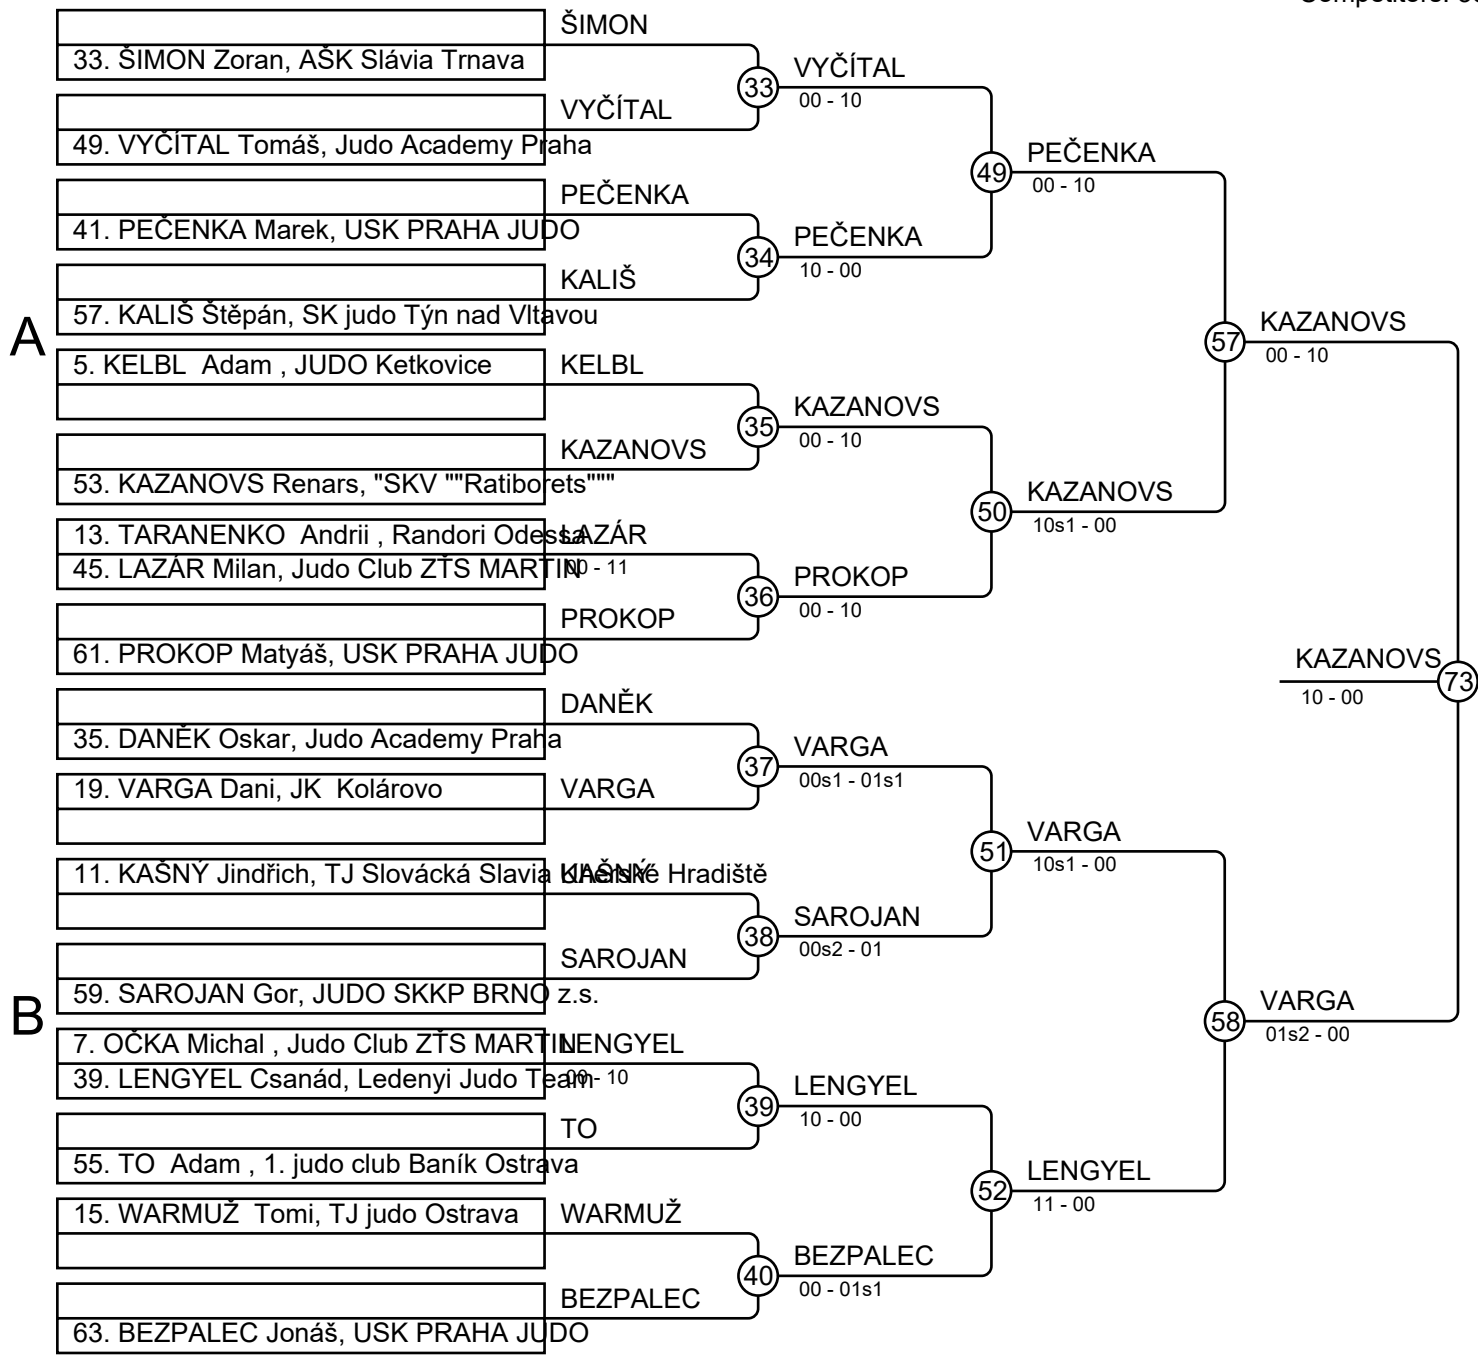 ŠIMON
33. ŠIMON Zoran, AŠK Slávia Trnava
33
VYČÍTAL
00 - 10
VYČÍTAL
49. VYČÍTAL Tomáš, Judo Academy Praha
49
PEČENKA
00 - 10
PEČENKA
41. PEČENKA Marek, USK PRAHA JUDO
34
PEČENKA
10 - 00
KALIŠ
57. KALIŠ Štěpán, SK judo Týn nad Vltavou
A
57
KAZANOVS
00 - 10
5. KELBL Adam , JUDO Ketkovice
KELBL
35
KAZANOVS
00 - 10
KAZANOVS
53. KAZANOVS Renars, "SKV ""Ratiborets"""
50
KAZANOVS
10s1 - 00
13. TARANENKO Andrii , Randori Odessa
LAZÁR
45. LAZÁR Milan, Judo Club ZŤS MARTIN
00 - 11
36
PROKOP
00 - 10
PROKOP
61. PROKOP Matyáš, USK PRAHA JUDO
KAZANOVS
73
10 - 00
DANĚK
35. DANĚK Oskar, Judo Academy Praha
37
VARGA
00s1 - 01s1
19. VARGA Dani, JK Kolárovo
VARGA
51
VARGA
10s1 - 00
11. KAŠNÝ Jindřich, TJ Slovácká Slavia Uherské Hradiště
KAŠNÝ
38
SAROJAN
00s2 - 01
SAROJAN
59. SAROJAN Gor, JUDO SKKP BRNO z.s.
B
58
VARGA
01s2 - 00
7. OČKA Michal , Judo Club ZŤS MARTIN
LENGYEL
39. LENGYEL Csanád, Ledenyi Judo Team
00 - 10
39
LENGYEL
10 - 00
TO
55. TO Adam , 1. judo club Baník Ostrava
52
LENGYEL
11 - 00
15. WARMUŽ Tomi, TJ judo Ostrava
WARMUŽ
40
BEZPALEC
00 - 01s1
BEZPALEC
63. BEZPALEC Jonáš, USK PRAHA JUDO